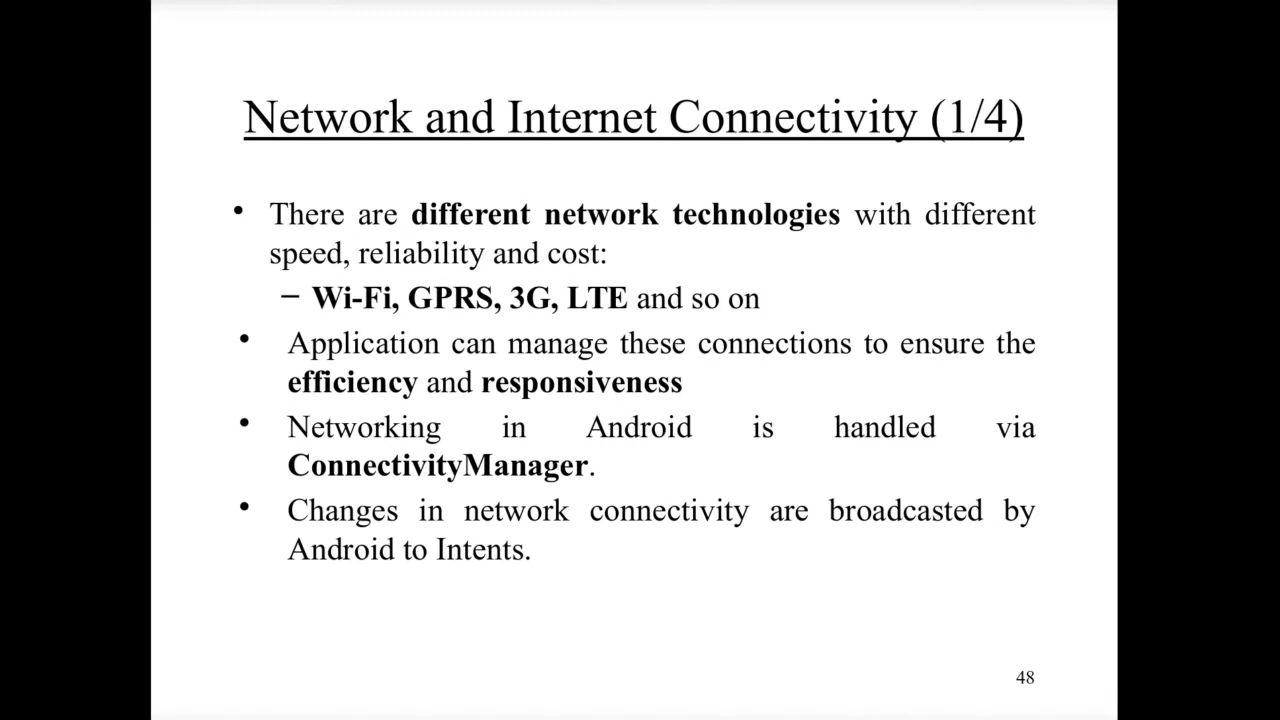 Network and Internet Connectivity (1/4)
• There are different network technologies with different
speed, reliability and cost:
– Wi-Fi, GPRS, 3G, LTE and so on
• Application can manage these connections to ensure the
efficiency and responsiveness
• Networking in Android is handled via
ConnectivityManager.
• Changes in network connectivity are broadcasted by
Android to Intents.
48